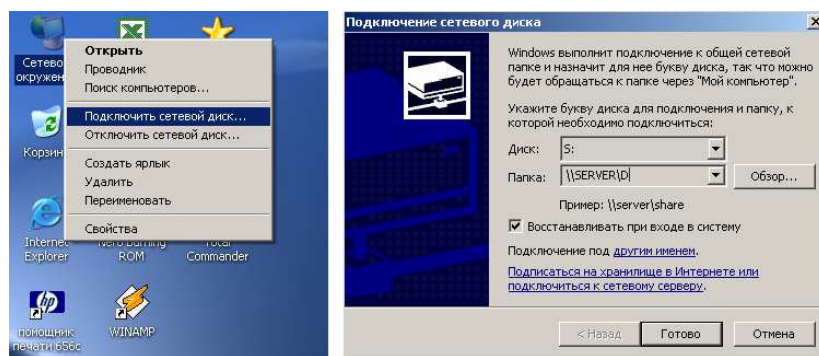 Сетево
окружен
Открыть
Проводник
Поиск компьютеров...
Подключить сетевой диск...
Отключить сетевой диск...
Создать ярлык
Удалить
Переименовать
Свойства
Корзин
Internet
Explorer
Nero Burning
ROM
Total
Commander
помощник
печати 656c
WINAMP
Подключение сетевого диска
Windows выполнит подключение к общей сетевой
папке и назначит для нее букву диска, так что можно
будет обращаться к папке через "Мой компьютер".
Укажите букву диска для подключения и папку, к
которой необходимо подключиться:
Диск: S:
Папка: \\SERVER\D Обзор...
Пример: \\server\share
Восстанавливать при входе в систему
Подключение под другим именем.
Подписаться на хранилище в Интернете или
подключиться к сетевому серверу.
< Назад Готово Отмена